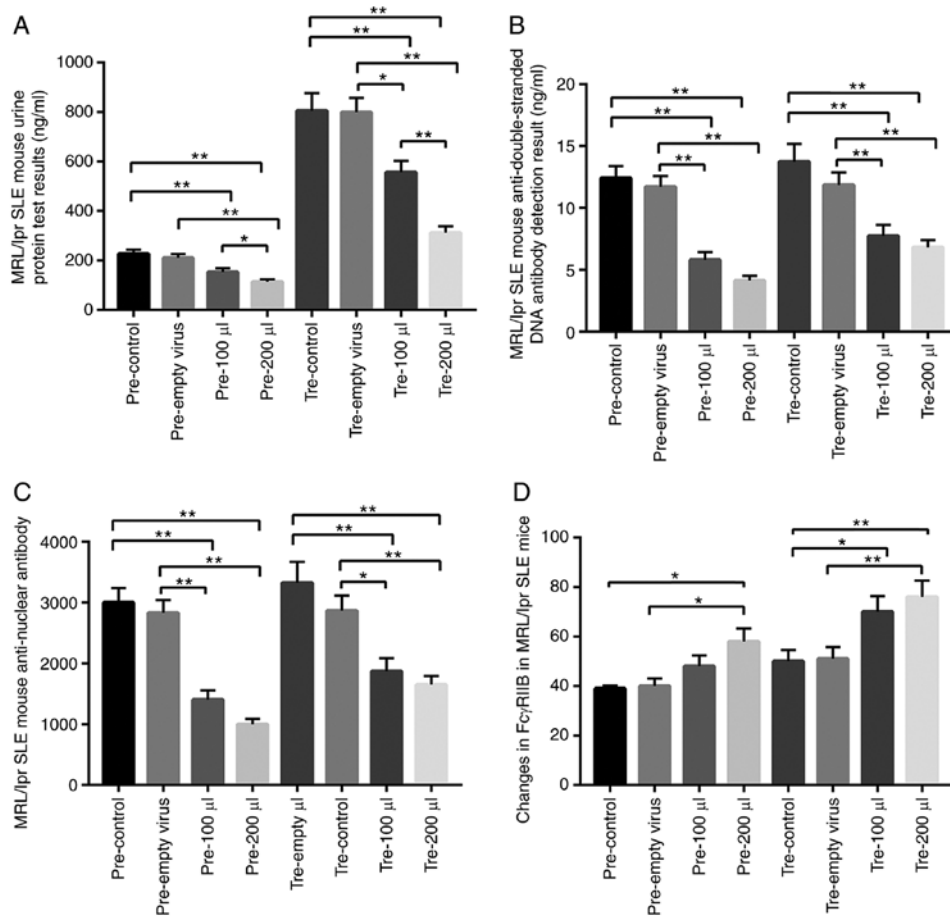 A
MRL/lpr SLE mouse urine
protein test results (ng/ml)
1000
800
600
400
200
0
**
**
**
*
**
**
**
*
**
**
Pre-control
Pre-empty virus
Pre-100 µl
Pre-200 µl
Tre-control
Tre-empty virus
Tre-100 µl
Tre-200 µl
B
MRL/lpr SLE mouse anti-double-stranded
DNA antibody detection result (ng/ml)
20
15
10
5
0
**
**
**
**
**
**
**
**
Pre-control
Pre-empty virus
Pre-100 µl
Pre-200 µl
Tre-control
Tre-empty virus
Tre-100 µl
Tre-200 µl
C
MRL/lpr SLE mouse anti-nuclear antibody
4000
3000
2000
1000
0
**
**
**
**
**
**
**
*
Pre-control
Pre-empty virus
Pre-100 µl
Pre-200 µl
Tre-empty µl
Tre-control
Tre-100 µl
Tre-200 µl
D
Changes in FcγRIIB in MRL/lpr SLE mice
100
80
60
40
20
0
*
*
**
*
**
Pre-control
Pre-empty virus
Pre-100 µl
Pre-200 µl
Tre-control
Tre-empty virus
Tre-100 µl
Tre-200 µl